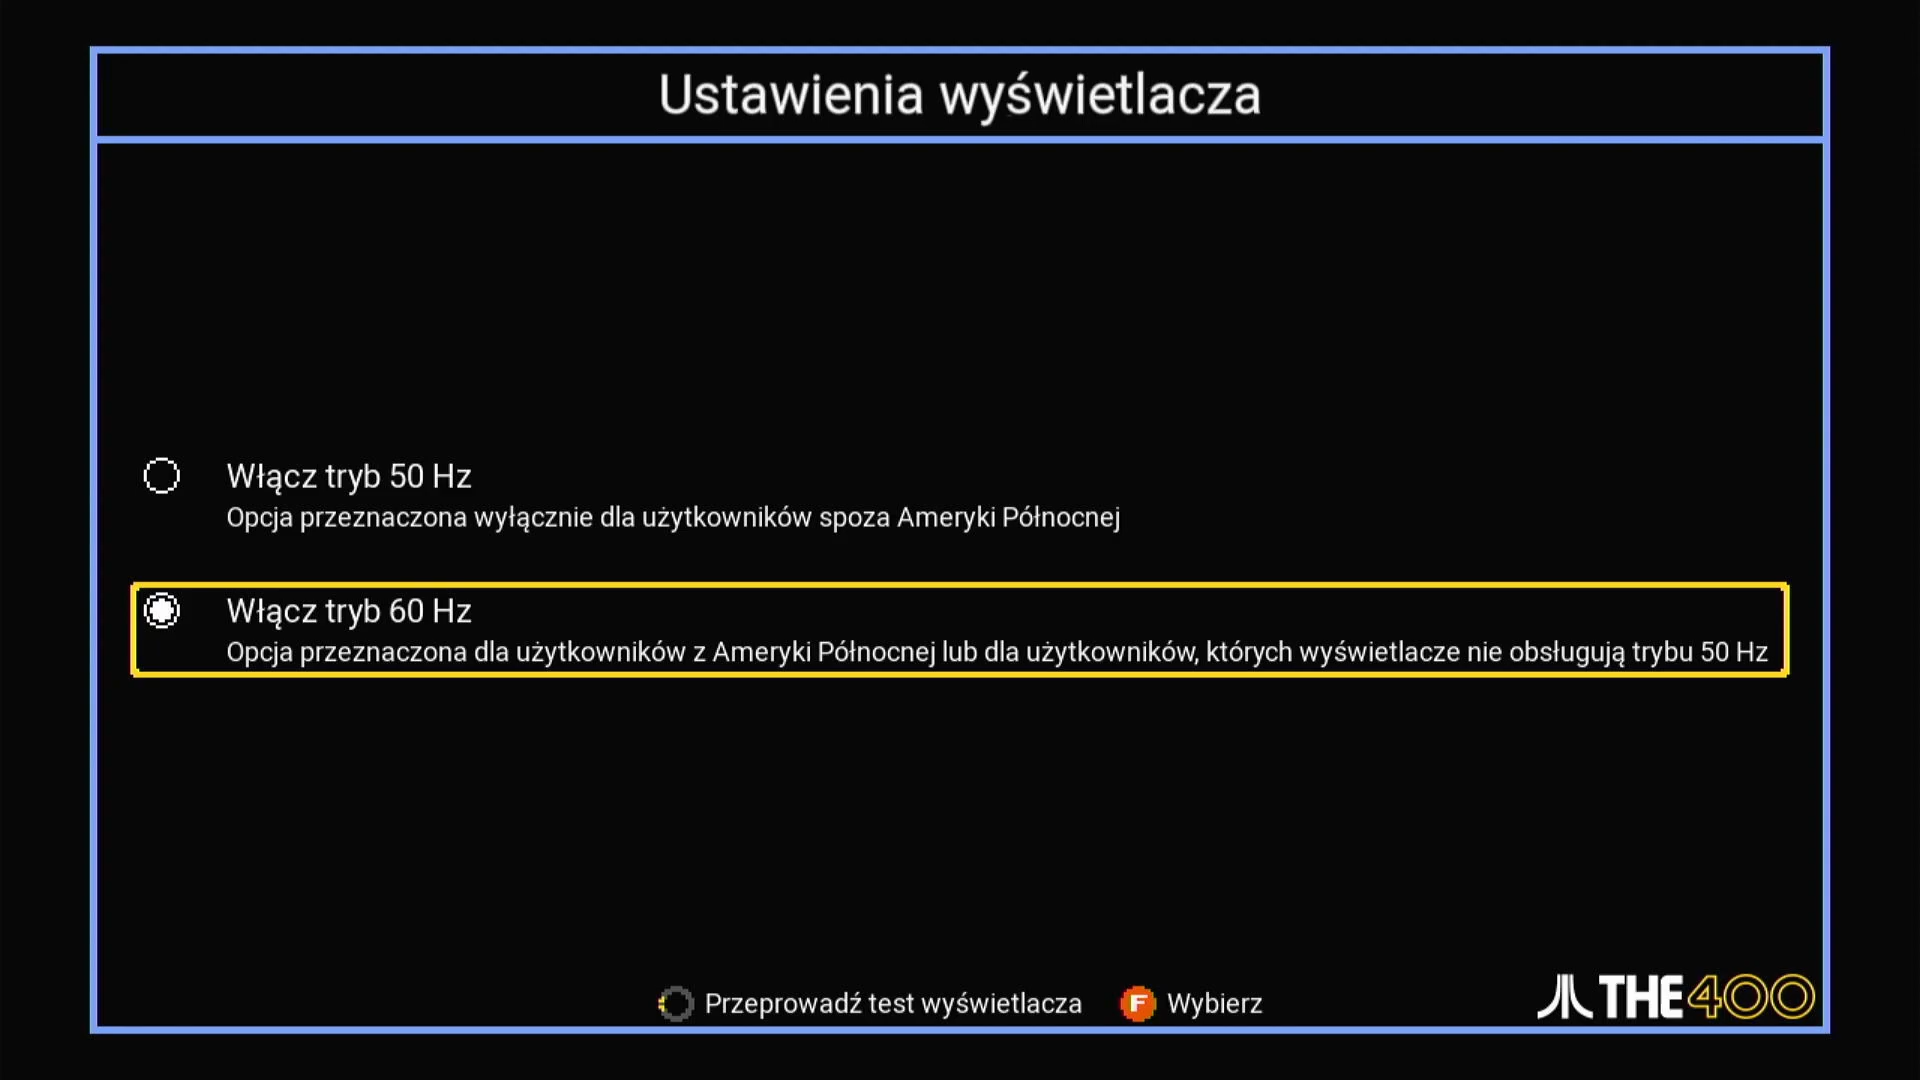 Ustawienia wyświetlacza
Włącz tryb 50 Hz
Opcja przeznaczona wyłącznie dla użytkowników spoza Ameryki Północnej
Włącz tryb 60 Hz
Opcja przeznaczona dla użytkowników z Ameryki Północnej lub dla użytkowników, których wyświetlacze nie obsługują trybu 50 Hz
Przeprowadź test wyświetlacza F Wybierz
THE400